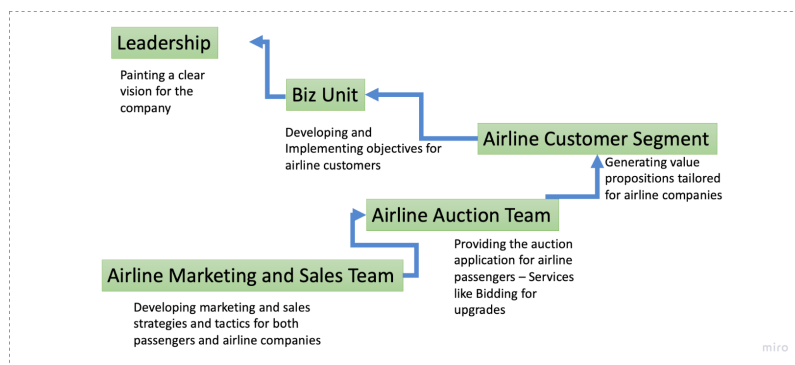 Leadership
Painting a clear
vision for the
company
Biz Unit
Developing and
Implementing objectives for
airline customers
Airline Customer Segment
Generating value
propositions tailored
for airline companies
Airline Auction Team
Providing the auction
application for airline
passengers – Services
like Bidding for
upgrades
Airline Marketing and Sales Team
Developing marketing and sales
strategies and tactics for both
passengers and airline companies
miro